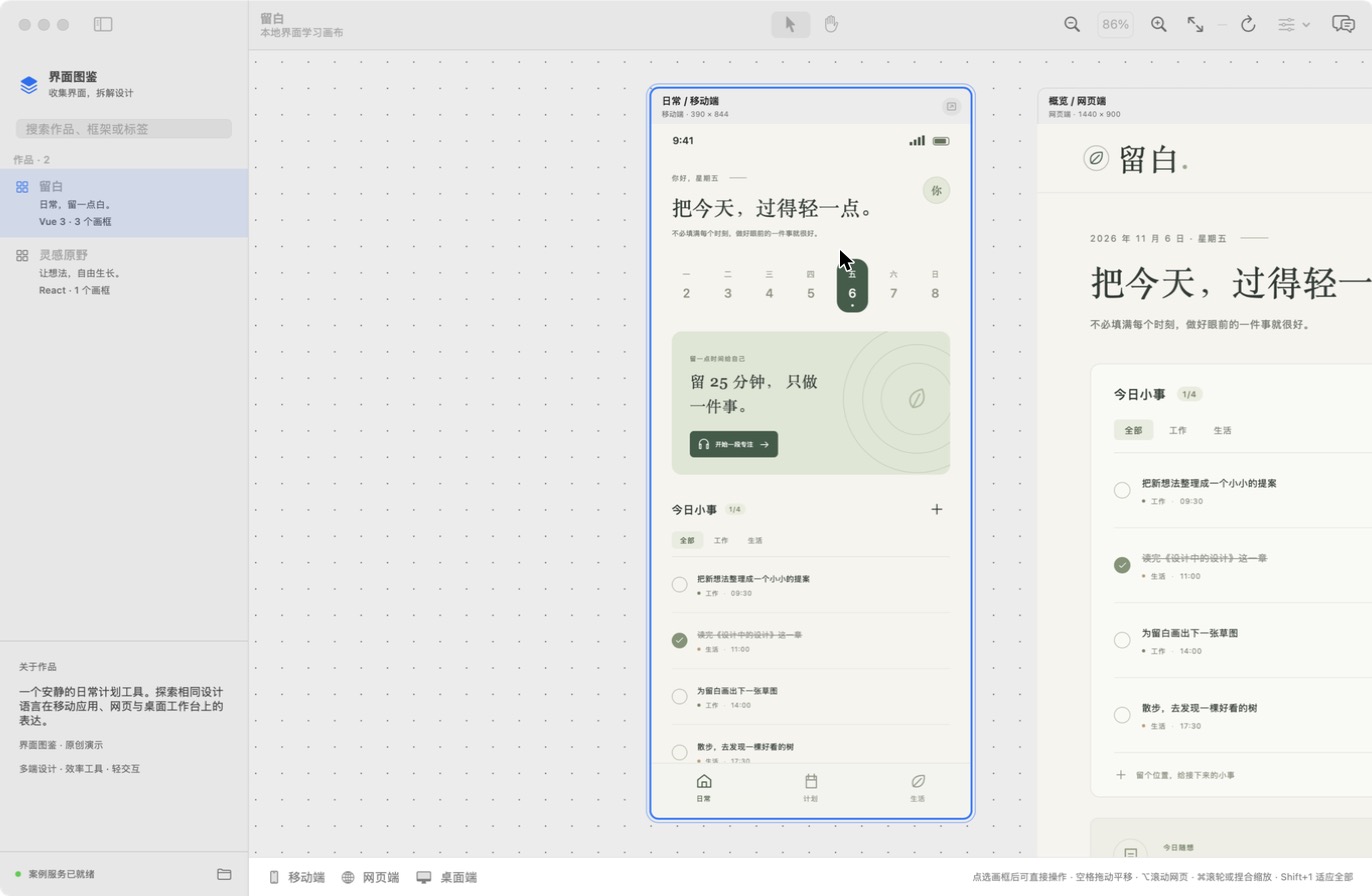 留白
本地界面学习画布
86%
界面图鉴
收集界面，拆解设计
搜索作品、框架或标签
作品 · 2
留白
日常，留一点白。
Vue 3 · 3 个画框
灵感原野
让想法，自由生长。
React · 1 个画框
关于作品
一个安静的日常计划工具。探索相同设计
语言在移动应用、网页与桌面工作台上的
表达。
界面图鉴 · 原创演示
多端设计 · 效率工具 · 轻交互
案例服务已就绪
日常 / 移动端
移动端 · 390 × 844
9:41
你好，星期五
你
把今天，过得轻一点。
不必填满每个时刻，做好眼前的一件事就很好。
一 二 三 四 五 六 日
2 3 4 5 6 7 8
留一点时间给自己
留 25 分钟， 只做
一件事。
开始一段专注
今日小事 1/4
全部 工作 生活
把新想法整理成一个小小的提案
工作 · 09:30
读完《设计中的设计》这一章
生活 · 11:00
为留白画出下一张草图
工作 · 14:00
散步，去发现一棵好看的树
生活 · 17:30
日常 计划 生活
概览 / 网页端
网页端 · 1440 × 900
留白。
2026 年 11 月 6 日 · 星期五
把今天，过得轻一
不必填满每个时刻，做好眼前的一件事就很好。
今日小事 1/4
全部 工作 生活
把新想法整理成一个小小的提案
工作 · 09:30
读完《设计中的设计》这一章
生活 · 11:00
为留白画出下一张草图
工作 · 14:00
散步，去发现一棵好看的树
生活 · 17:30
留个位置，给接下来的小事
今日随想
移动端 网页端 桌面端
点选画框后可直接操作 · 空格拖动平移 · ⌥滚动网页 · ⌘滚轮或捏合缩放 · Shift+1 适应全部